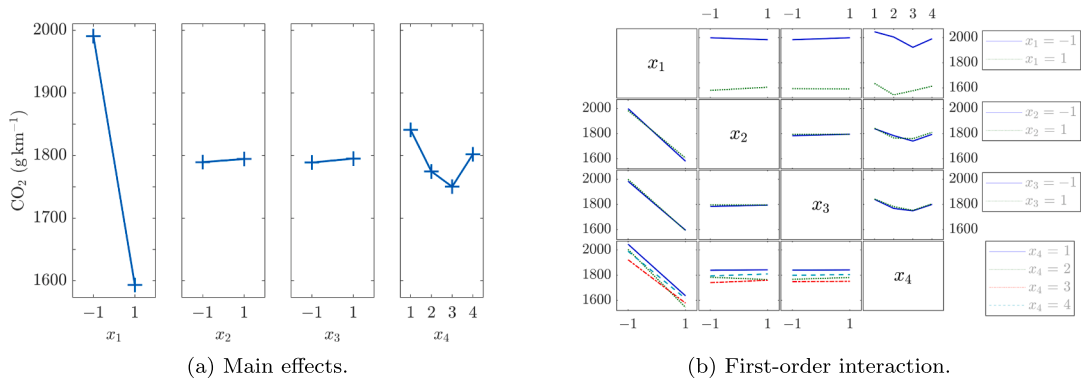 2000
1900
1800
1700
1600
CO₂ (g km⁻¹)
−1 1
x₁
−1 1
x₂
−1 1
x₃
1 2 3 4
x₄
(a) Main effects.
−1 1 −1 1 1 2 3 4
x₁
2000
1600
x₁ = −1
x₁ = 1
2000
1800
1600
x₂
2000
1800
1600
x₂ = −1
x₂ = 1
2000
1800
1600
x₃
2000
1800
1600
x₃ = −1
x₃ = 1
2000
1800
1600
x₄
x₄ = 1
x₄ = 2
x₄ = 3
x₄ = 4
−1 1 −1 1 −1 1
(b) First-order interaction.